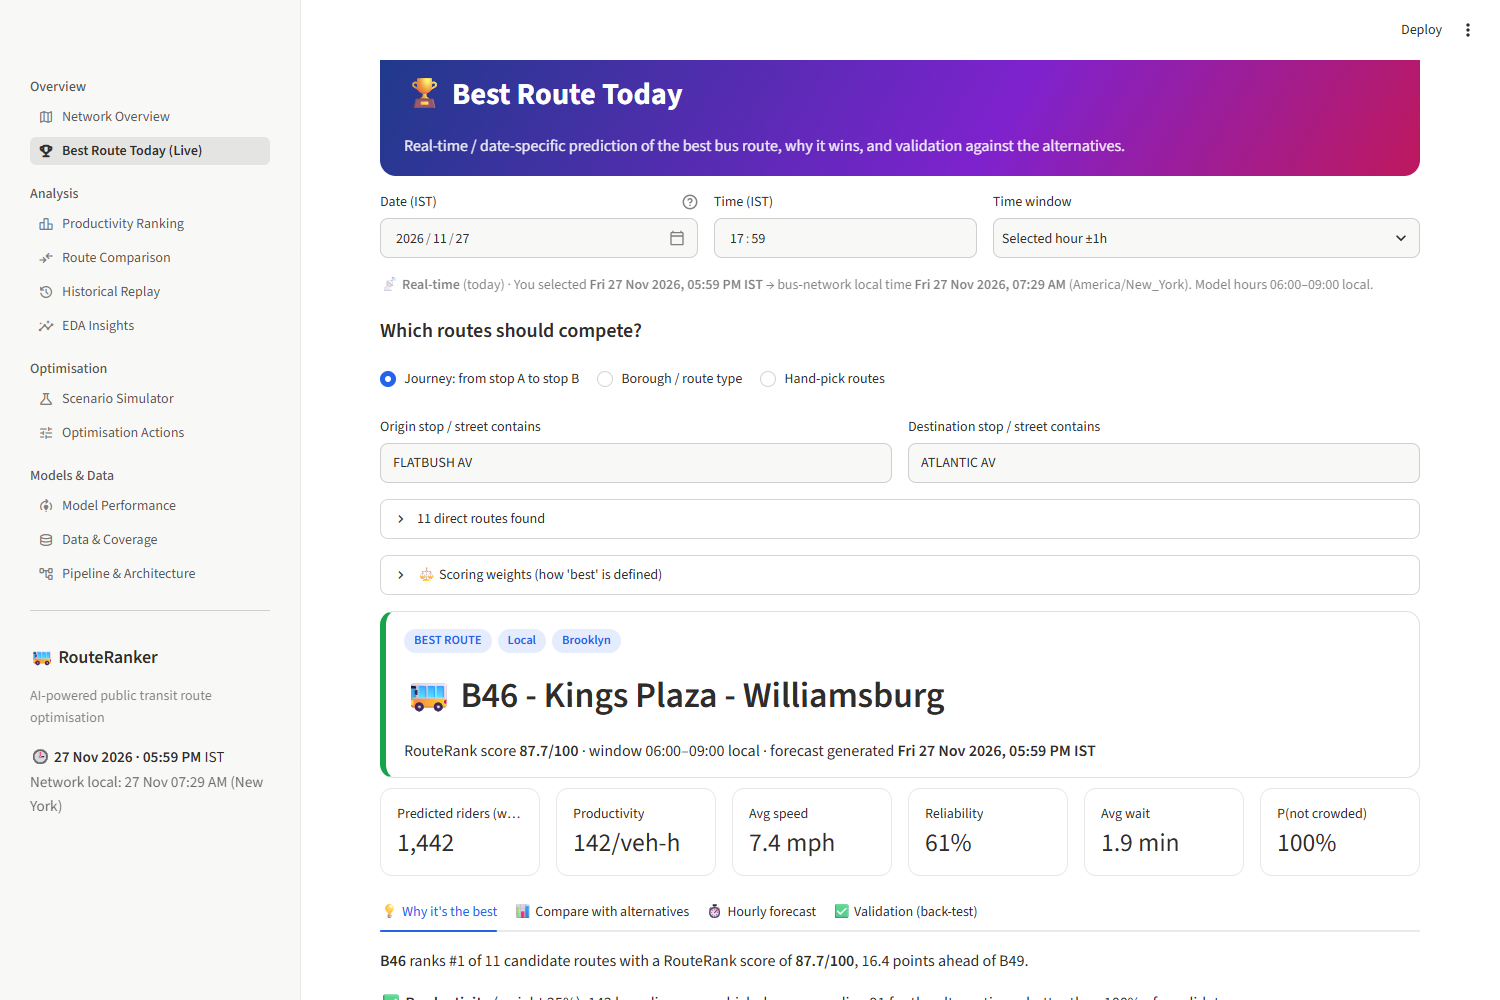 Deploy
Overview
Network Overview
Best Route Today (Live)
Analysis
Productivity Ranking
Route Comparison
Historical Replay
EDA Insights
Optimisation
Scenario Simulator
Optimisation Actions
Models & Data
Model Performance
Data & Coverage
Pipeline & Architecture
RouteRanker
AI-powered public transit route
optimisation
27 Nov 2026 · 05:59 PM IST
Network local: 27 Nov 07:29 AM (New
York)
Best Route Today
Real-time / date-specific prediction of the best bus route, why it wins, and validation against the alternatives.
Date (IST) Time (IST) Time window
2026/11/27 17:59 Selected hour ±1h
Real-time (today) · You selected Fri 27 Nov 2026, 05:59 PM IST → bus-network local time Fri 27 Nov 2026, 07:29 AM (America/New_York). Model hours 06:00–09:00 local.
Which routes should compete?
Journey: from stop A to stop B Borough / route type Hand-pick routes
Origin stop / street contains Destination stop / street contains
FLATBUSH AV ATLANTIC AV
11 direct routes found
Scoring weights (how 'best' is defined)
BEST ROUTE Local Brooklyn
B46 - Kings Plaza - Williamsburg
RouteRank score 87.7/100 · window 06:00–09:00 local · forecast generated Fri 27 Nov 2026, 05:59 PM IST
Predicted riders (w… Productivity Avg speed Reliability Avg wait P(not crowded)
1,442 142/veh-h 7.4 mph 61% 1.9 min 100%
Why it's the best Compare with alternatives Hourly forecast Validation (back-test)
B46 ranks #1 of 11 candidate routes with a RouteRank score of 87.7/100, 16.4 points ahead of B49.